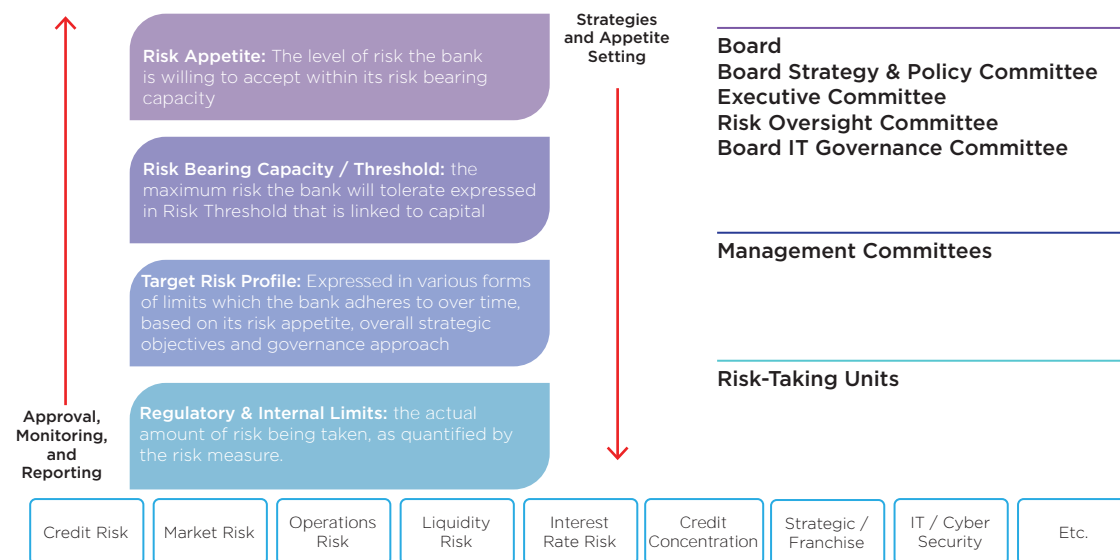 Strategies
and Appetite
Setting
Risk Appetite: The level of risk the bank
is willing to accept within its risk bearing
capacity
Risk Bearing Capacity / Threshold: the
maximum risk the bank will tolerate expressed
in Risk Threshold that is linked to capital
Target Risk Profile: Expressed in various forms
of limits which the bank adheres to over time,
based on its risk appetite, overall strategic
objectives and governance approach
Regulatory & Internal Limits: the actual
amount of risk being taken, as quantified by
the risk measure.
Approval,
Monitoring,
and
Reporting
Board
Board Strategy & Policy Committee
Executive Committee
Risk Oversight Committee
Board IT Governance Committee
Management Committees
Risk-Taking Units
Credit Risk
Market Risk
Operations
Risk
Liquidity
Risk
Interest
Rate Risk
Credit
Concentration
Strategic /
Franchise
IT / Cyber
Security
Etc.